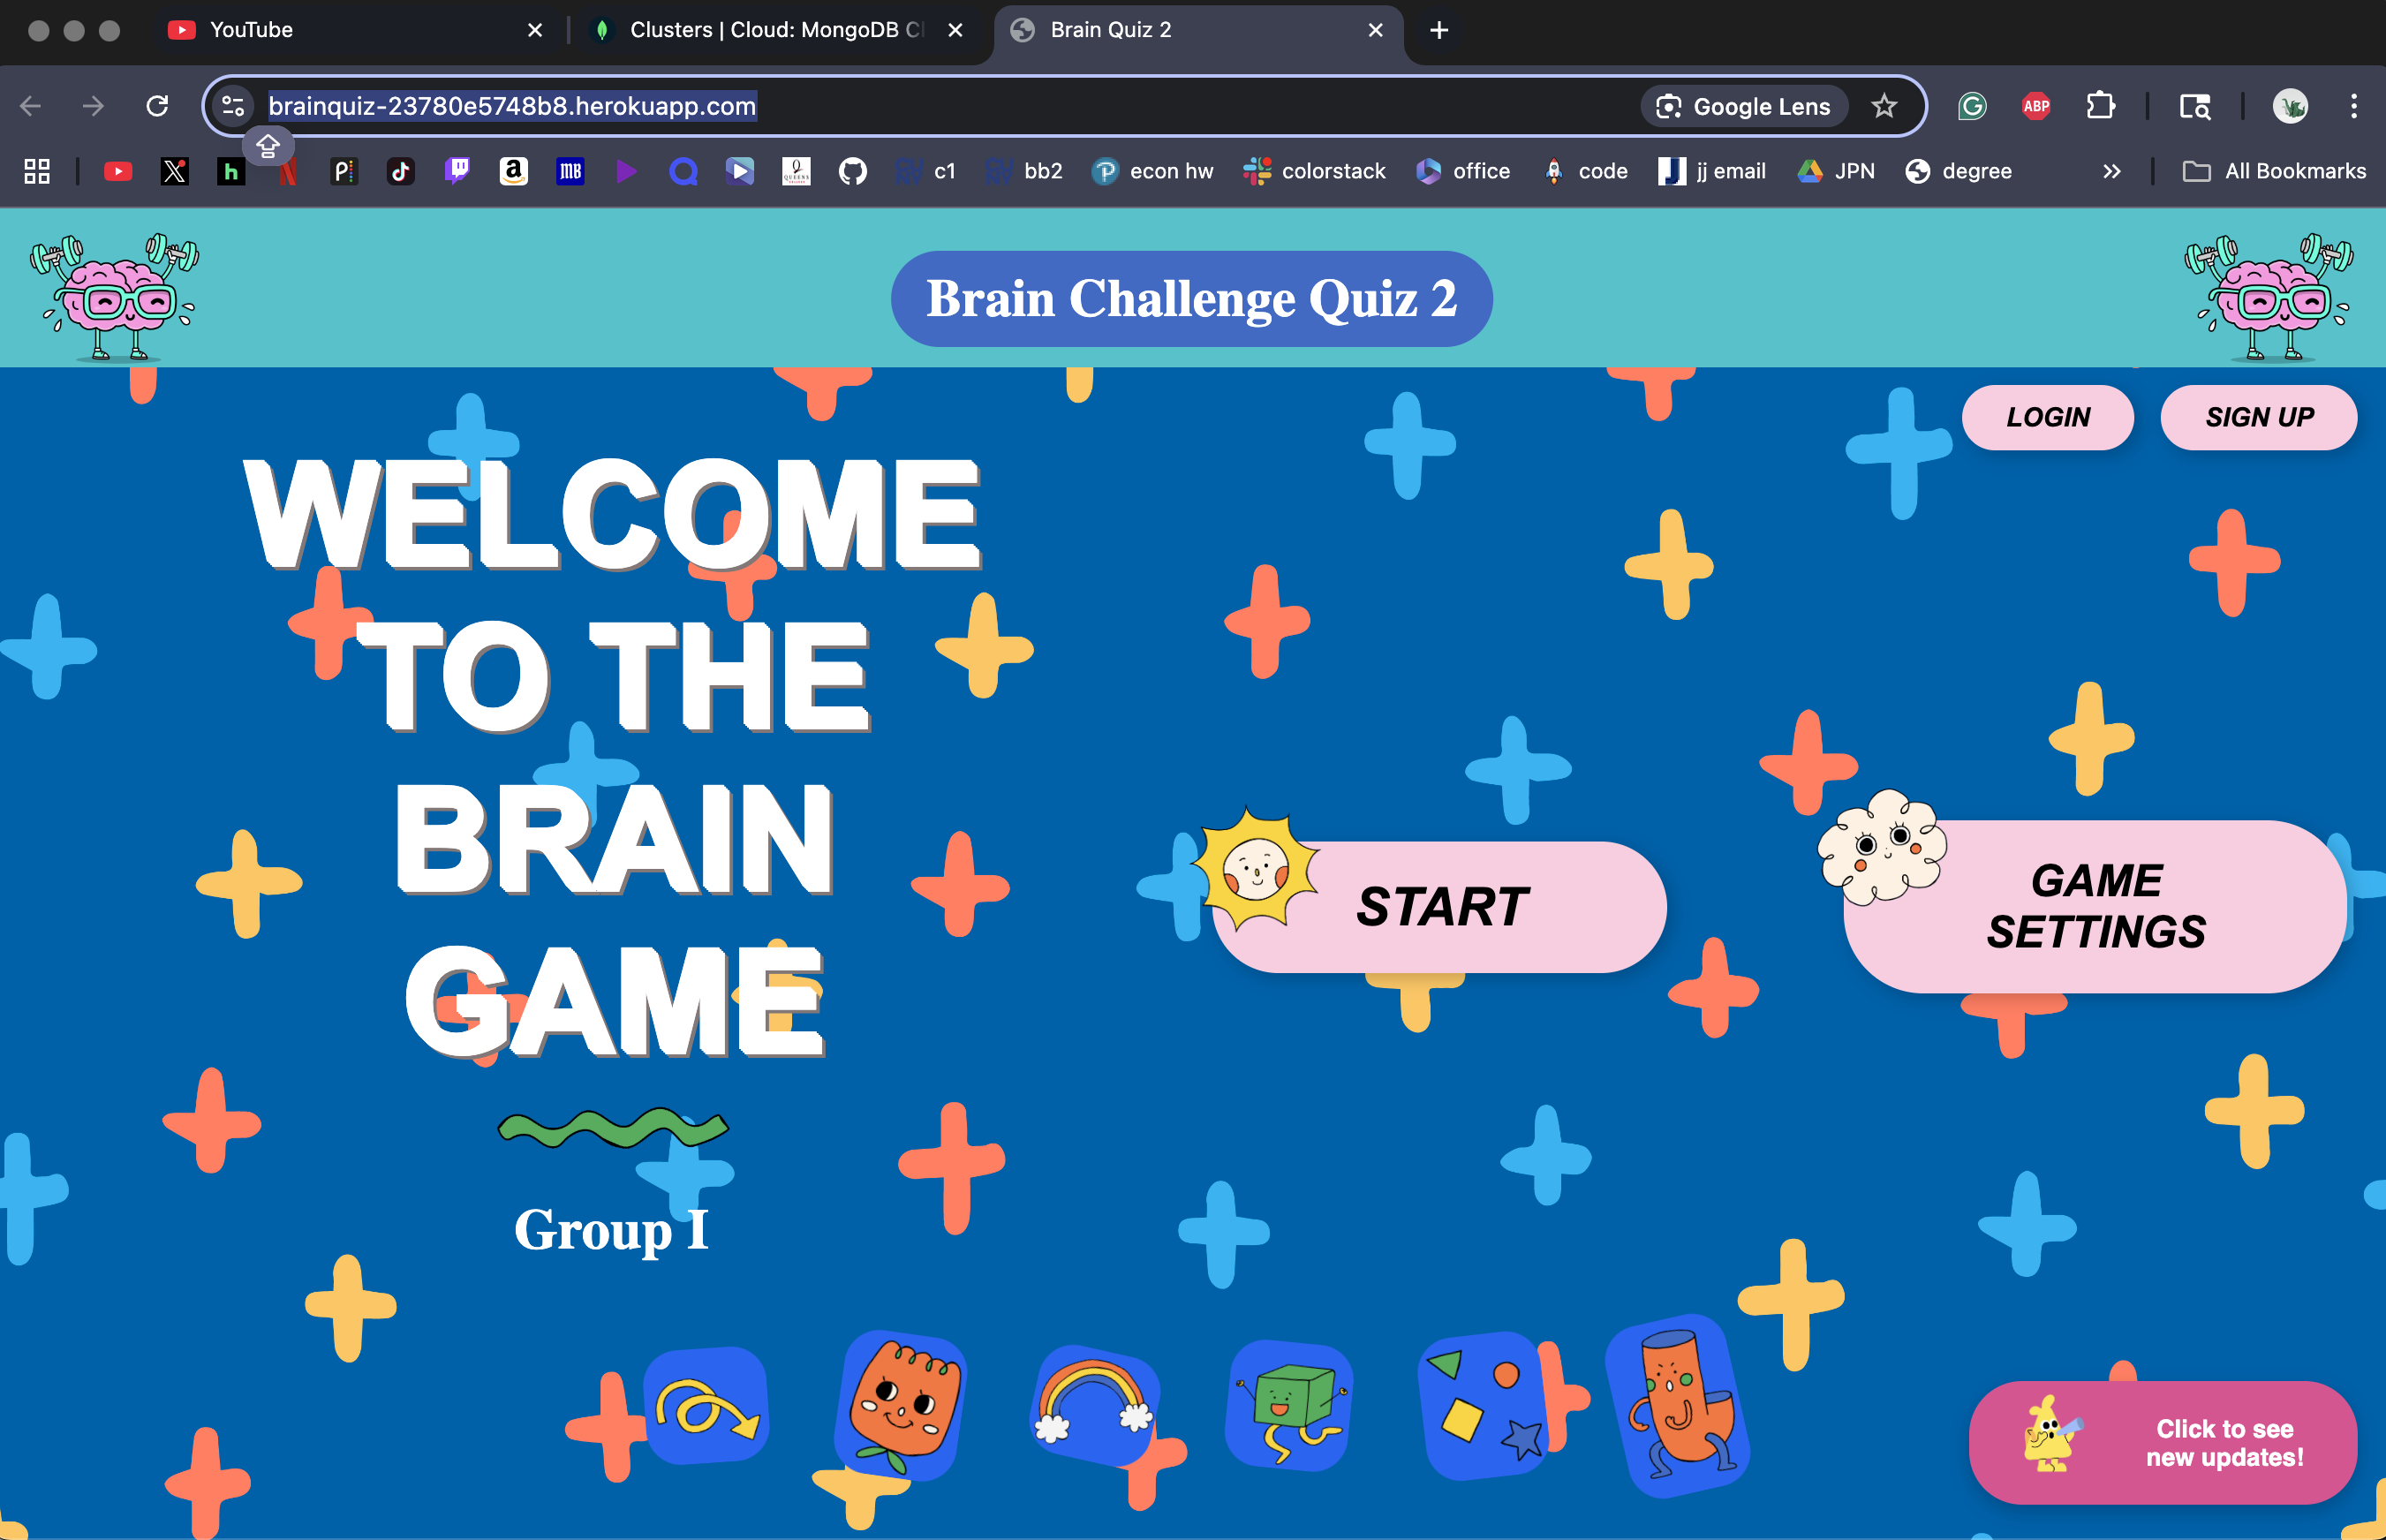 YouTube
Clusters | Cloud: MongoDB Cl
Brain Quiz 2
brainquiz-23780e5748b8.herokuapp.com
Google Lens
ABP
mb
c1
bb2
econ hw
colorstack
office
code
jj email
JPN
degree
All Bookmarks
Brain Challenge Quiz 2
LOGIN
SIGN UP
WELCOME
TO THE
BRAIN
GAME
START
GAME
SETTINGS
Group I
Click to see
new updates!